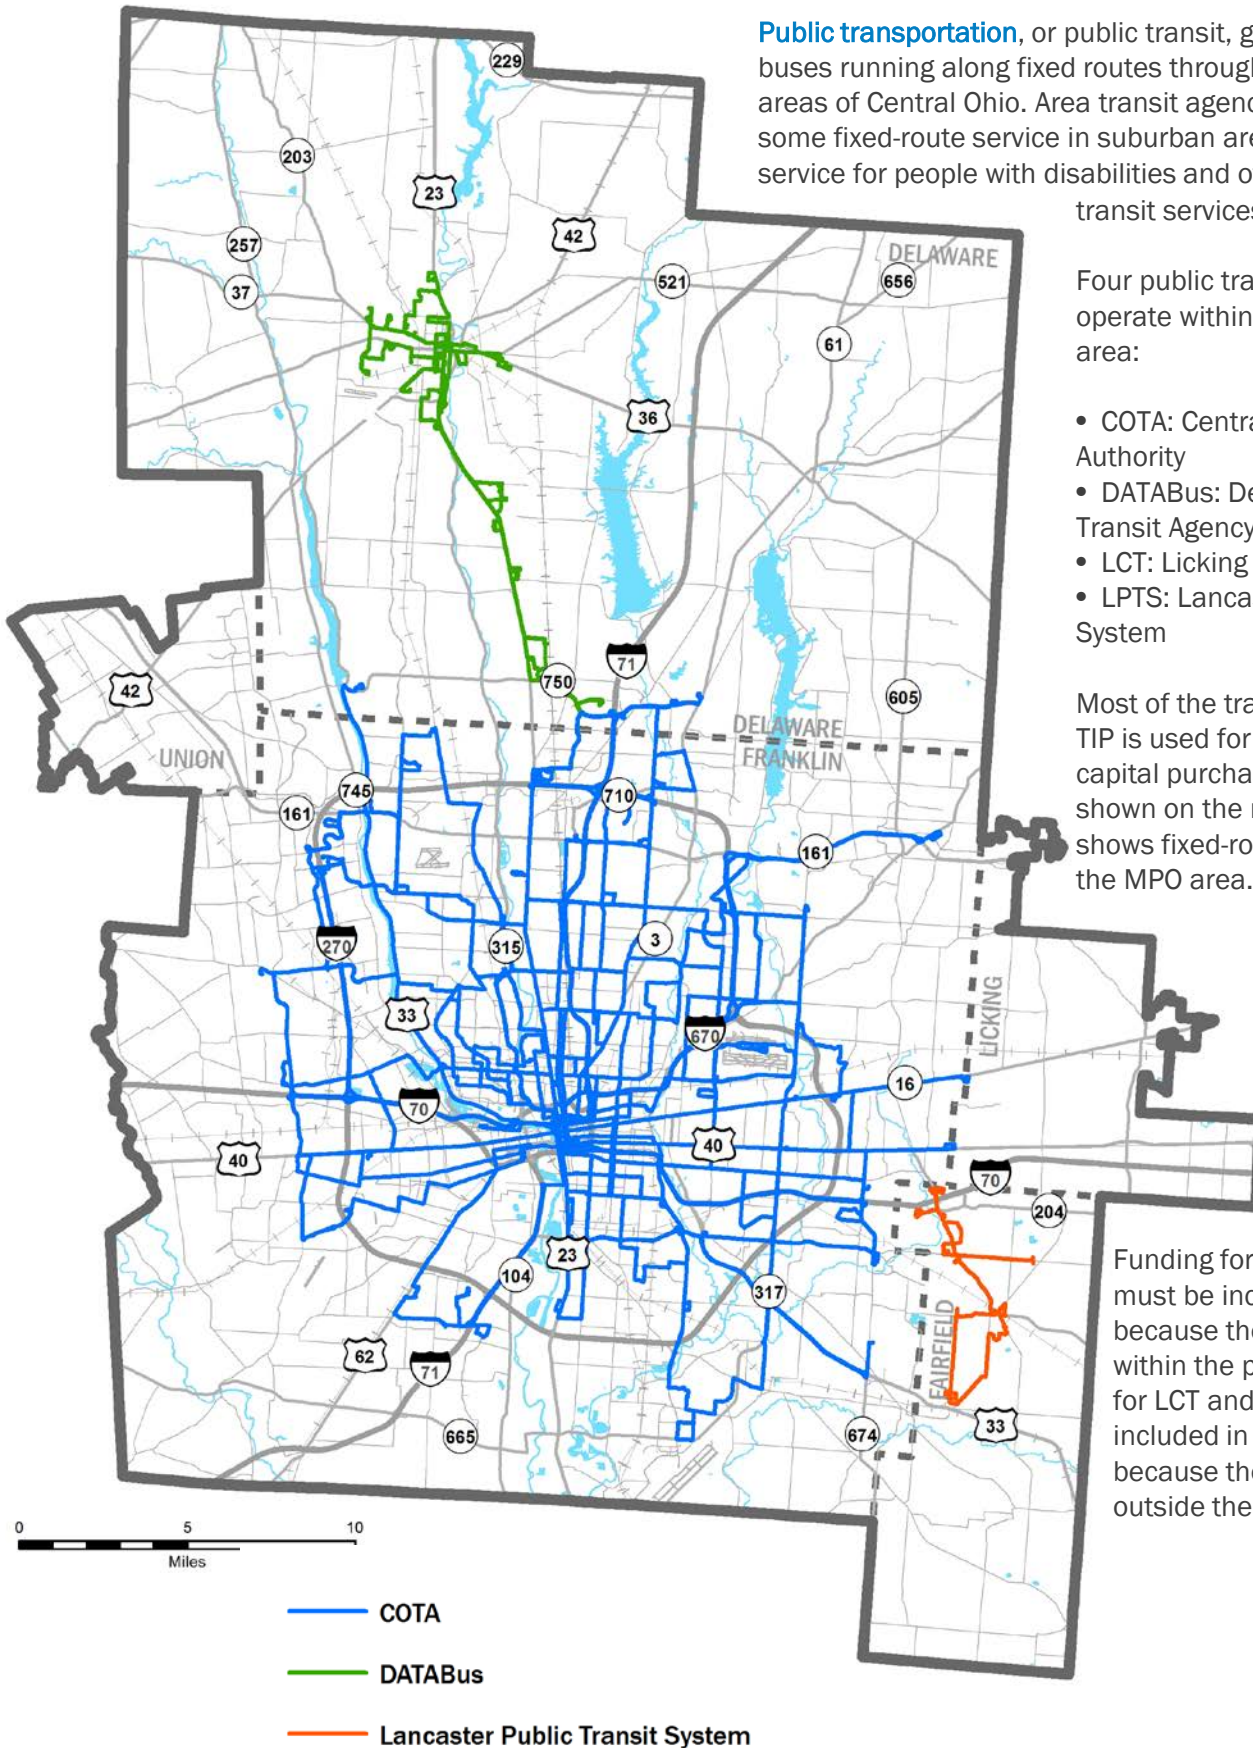 Public transportation, or public transit, g
buses running along fixed routes through
areas of Central Ohio. Area transit agenc
some fixed-route service in suburban are
service for people with disabilities and o
transit services
Four public tra
operate within
area:
• COTA: Centra
Authority
• DATABus: De
Transit Agency
• LCT: Licking
• LPTS: Lanca
System
Most of the tra
TIP is used for
capital purcha
shown on the r
shows fixed-ro
the MPO area.
Funding for
must be inc
because the
within the p
for LCT and
included in
because the
outside the
229
203
23
42
257
37
DELAWARE
521
656
61
36
71
750
42
605
UNION
DELAWARE
FRANKLIN
745
161
710
161
270
315
3
33
LICKING
670
16
70
40
40
70
204
23
104
317
62
71
FAIRFIELD
33
665
674
0 5 10
Miles
COTA
DATABus
Lancaster Public Transit System